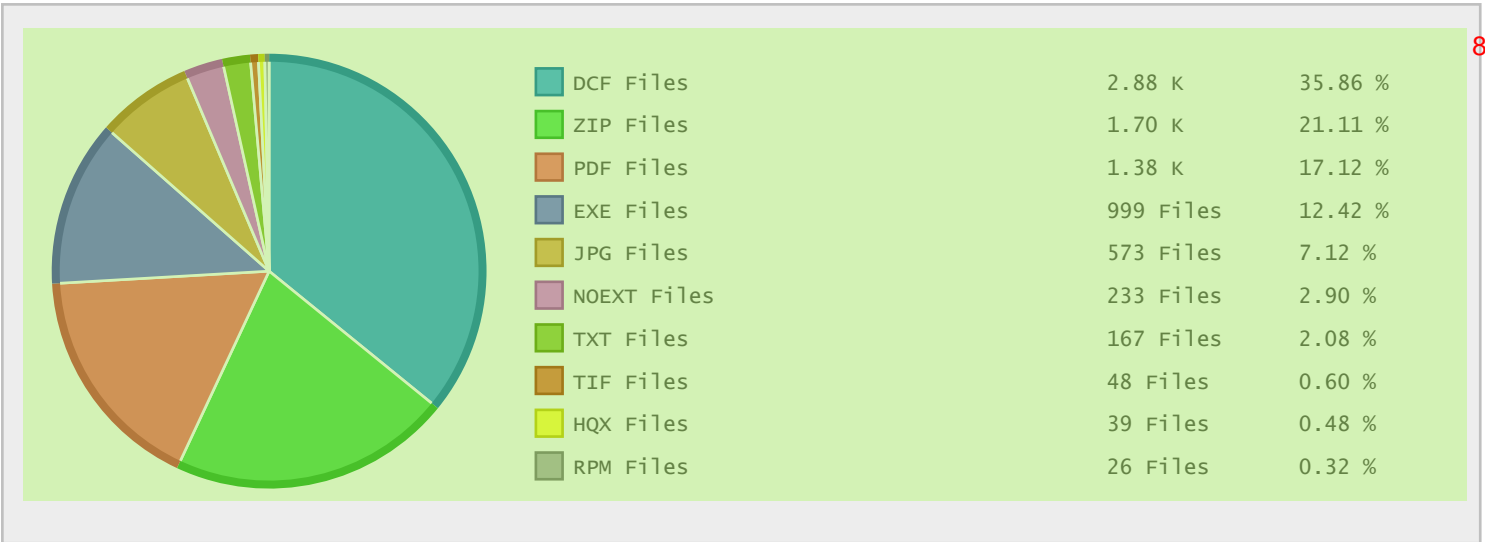 8
DCF Files 2.88 K 35.86 %
ZIP Files 1.70 K 21.11 %
PDF Files 1.38 K 17.12 %
EXE Files 999 Files 12.42 %
JPG Files 573 Files 7.12 %
NOEXT Files 233 Files 2.90 %
TXT Files 167 Files 2.08 %
TIF Files 48 Files 0.60 %
HQX Files 39 Files 0.48 %
RPM Files 26 Files 0.32 %